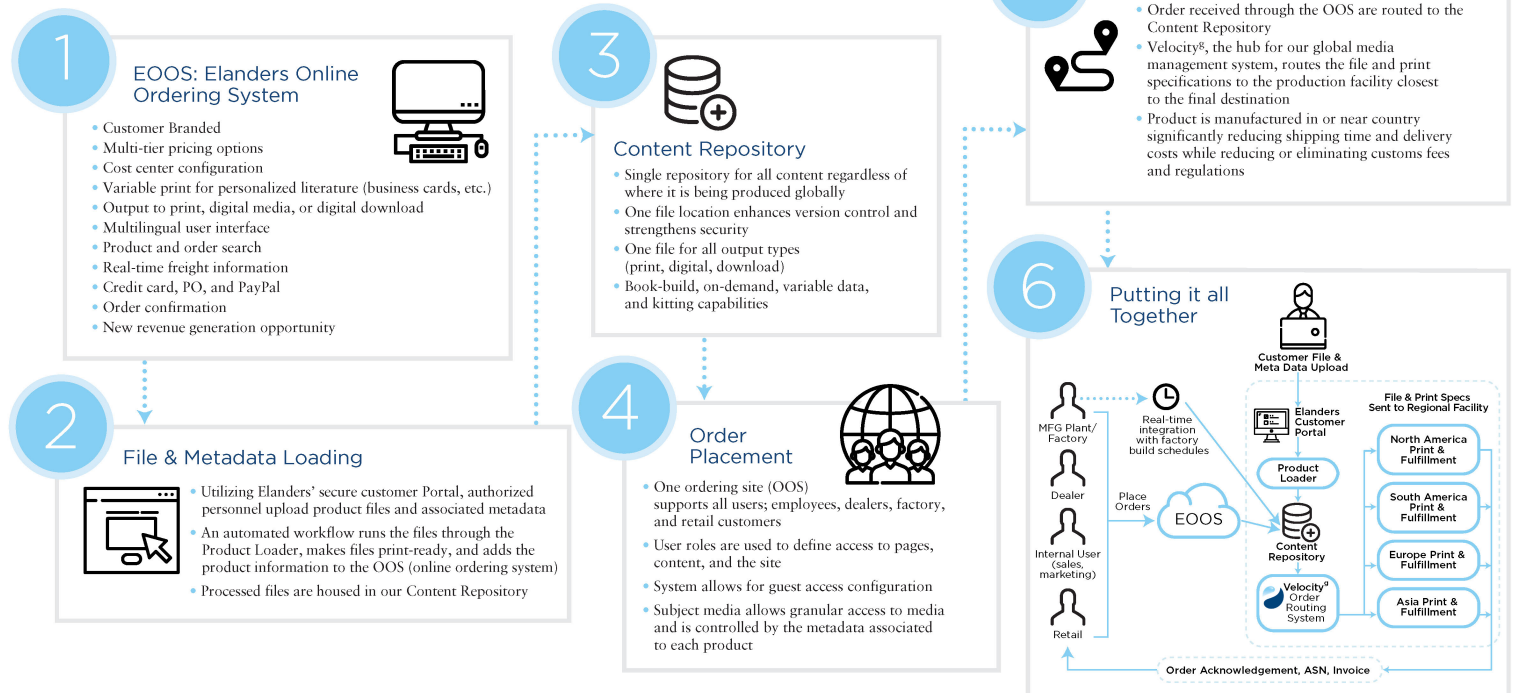 1
EOOS: Elanders Online
Ordering System
• Customer Branded
• Multi-tier pricing options
• Cost center configuration
• Variable print for personalized literature (business cards, etc.)
• Output to print, digital media, or digital download
• Multilingual user interface
• Product and order search
• Real-time freight information
• Credit card, PO, and PayPal
• Order confirmation
• New revenue generation opportunity
2
File & Metadata Loading
• Utilizing Elanders’ secure customer Portal, authorized
personnel upload product files and associated metadata
• An automated workflow runs the files through the
Product Loader, makes files print-ready, and adds the
product information to the OOS (online ordering system)
• Processed files are housed in our Content Repository
3
Content Repository
• Single repository for all content regardless of
where it is being produced globally
• One file location enhances version control and
strengthens security
• One file for all output types
(print, digital, download)
• Book-build, on-demand, variable data,
and kitting capabilities
4
Order
Placement
• One ordering site (OOS)
supports all users; employees, dealers, factory,
and retail customers
• User roles are used to define access to pages,
content, and the site
• System allows for guest access configuration
• Subject media allows granular access to media
and is controlled by the metadata associated
to each product
• Order received through the OOS are routed to the
Content Repository
• Velocityᵍ, the hub for our global media
management system, routes the file and print
specifications to the production facility closest
to the final destination
• Product is manufactured in or near country
significantly reducing shipping time and delivery
costs while reducing or eliminating customs fees
and regulations
6
Putting it all
Together
Customer File &
Meta Data Upload
MFG Plant/
Factory
Dealer
Internal User
(sales,
marketing)
Retail
Real-time
integration
with factory
build schedules
Place
Orders
EOOS
Elanders
Customer
Portal
Product
Loader
Content
Repository
Velocityᵍ
Order
Routing
System
File & Print Specs
Sent to Regional Facility
North America
Print &
Fulfillment
South America
Print &
Fulfillment
Europe Print &
Fulfillment
Asia Print &
Fulfillment
Order Acknowledgement, ASN, Invoice